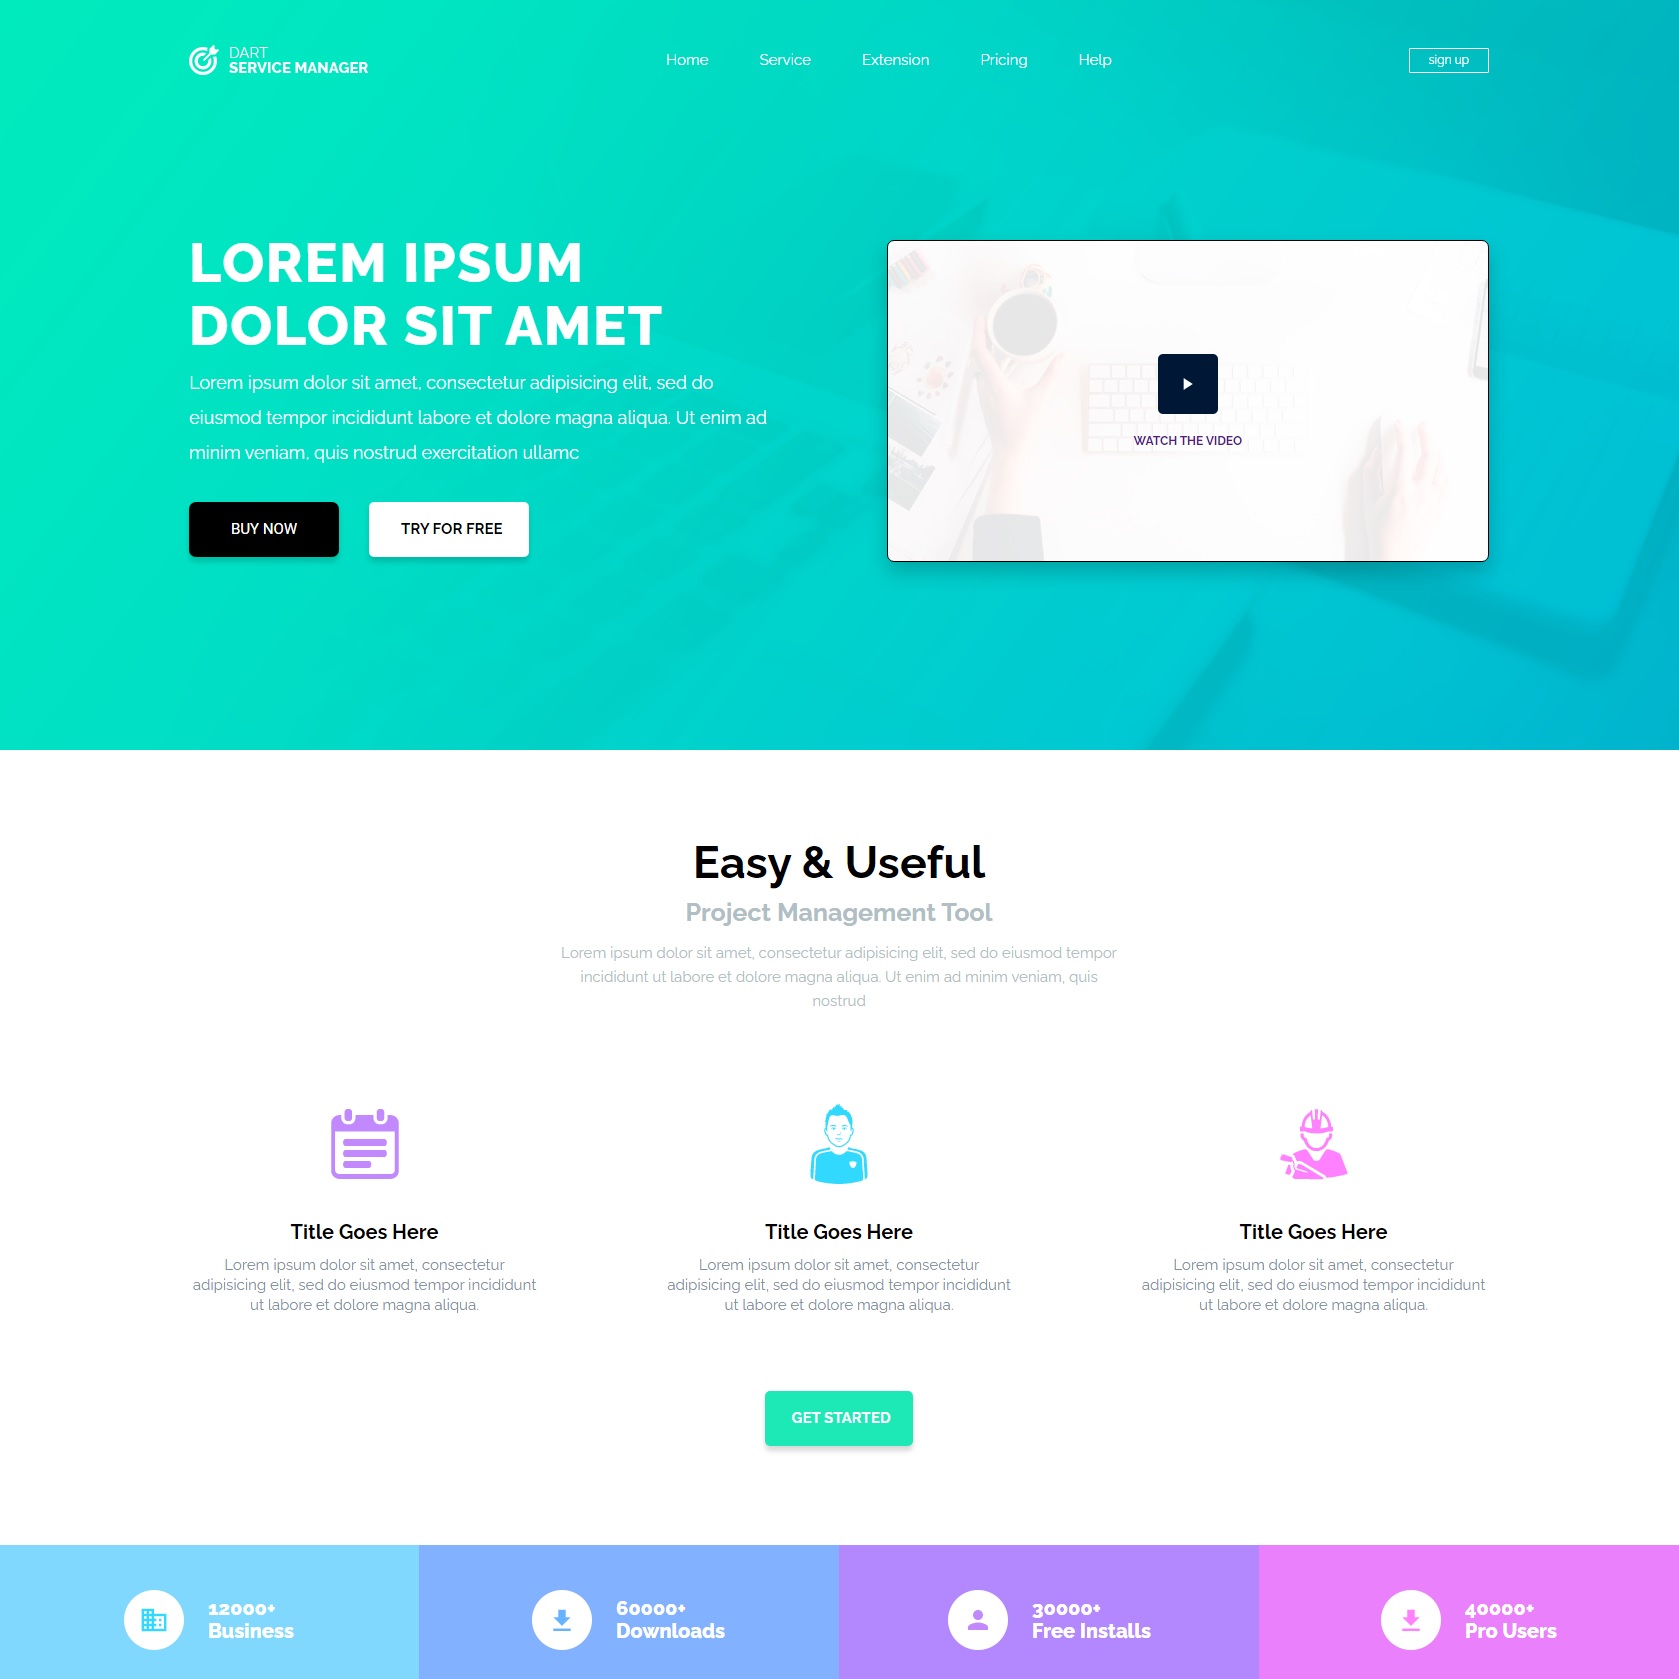 DART
SERVICE MANAGER
Home
Service
Extension
Pricing
Help
sign up
LOREM IPSUM
DOLOR SIT AMET
Lorem ipsum dolor sit amet, consectetur adipisicing elit, sed do
eiusmod tempor incididunt labore et dolore magna aliqua. Ut enim ad
minim veniam, quis nostrud exercitation ullamc
BUY NOW
TRY FOR FREE
WATCH THE VIDEO
Easy & Useful
Project Management Tool
Lorem ipsum dolor sit amet, consectetur adipisicing elit, sed do eiusmod tempor
incididunt ut labore et dolore magna aliqua. Ut enim ad minim veniam, quis
nostrud
Title Goes Here
Lorem ipsum dolor sit amet, consectetur
adipisicing elit, sed do eiusmod tempor incididunt
ut labore et dolore magna aliqua.
Title Goes Here
Lorem ipsum dolor sit amet, consectetur
adipisicing elit, sed do eiusmod tempor incididunt
ut labore et dolore magna aliqua.
Title Goes Here
Lorem ipsum dolor sit amet, consectetur
adipisicing elit, sed do eiusmod tempor incididunt
ut labore et dolore magna aliqua.
GET STARTED
12000+
Business
60000+
Downloads
30000+
Free Installs
40000+
Pro Users